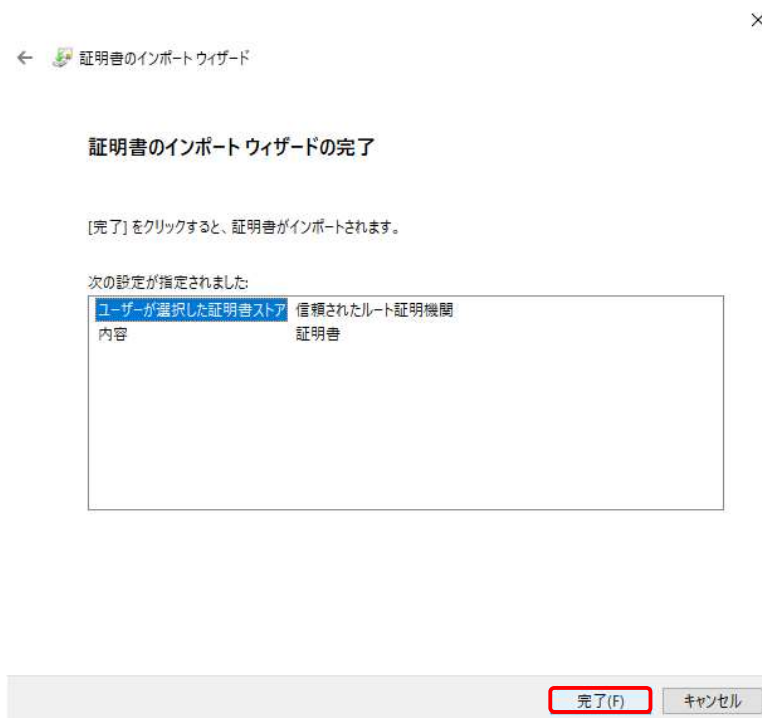 証明書のインポート ウィザード
証明書のインポート ウィザードの完了
[完了] をクリックすると、証明書がインポートされます。
次の設定が指定されました:
ユーザーが選択した証明書ストア 信頼されたルート証明機関
内容 証明書
完了(F) キャンセル